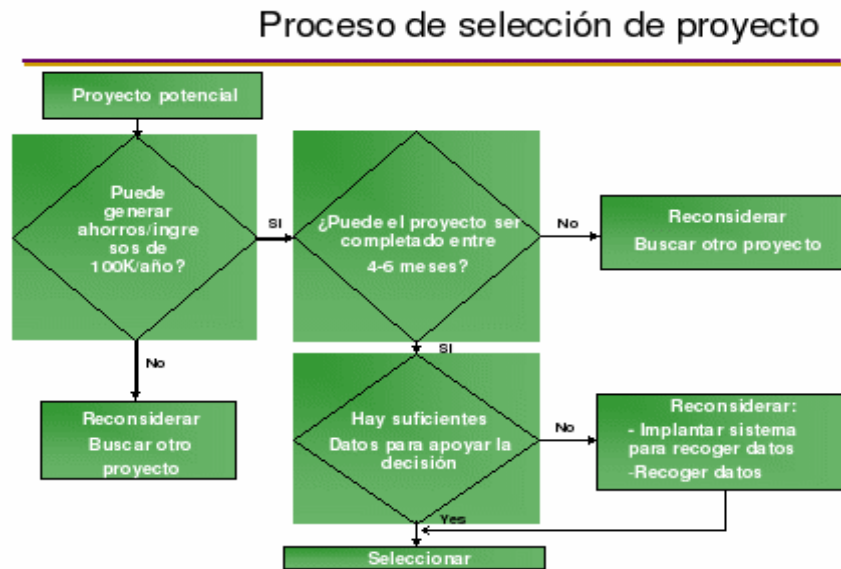 Proceso de selección de proyecto
Proyecto potencial
Puede
generar
ahorros/ingre
sos de
100K/año?
SI
¿Puede el proyecto ser
completado entre
4-6 meses?
No
Reconsiderar
Buscar otro proyecto
No
Reconsiderar
Buscar otro
proyecto
SI
Hay suficientes
Datos para apoyar la
decisión
No
Reconsiderar:
- Implantar sistema
para recoger datos
-Recoger datos
Yes
Seleccionar